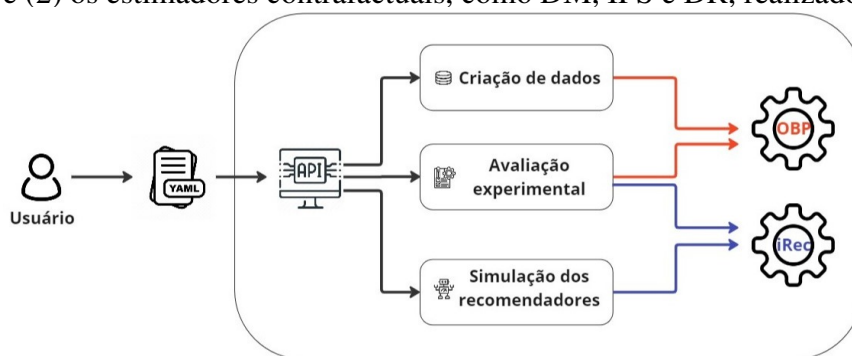 e (2) os estimadores contrafactuais, como DM, IPS e DR, realizado
Criação de dados
OBP
Avaliação
experimental
API
YAML
Usuário
iRec
Simulação dos
recomendadores